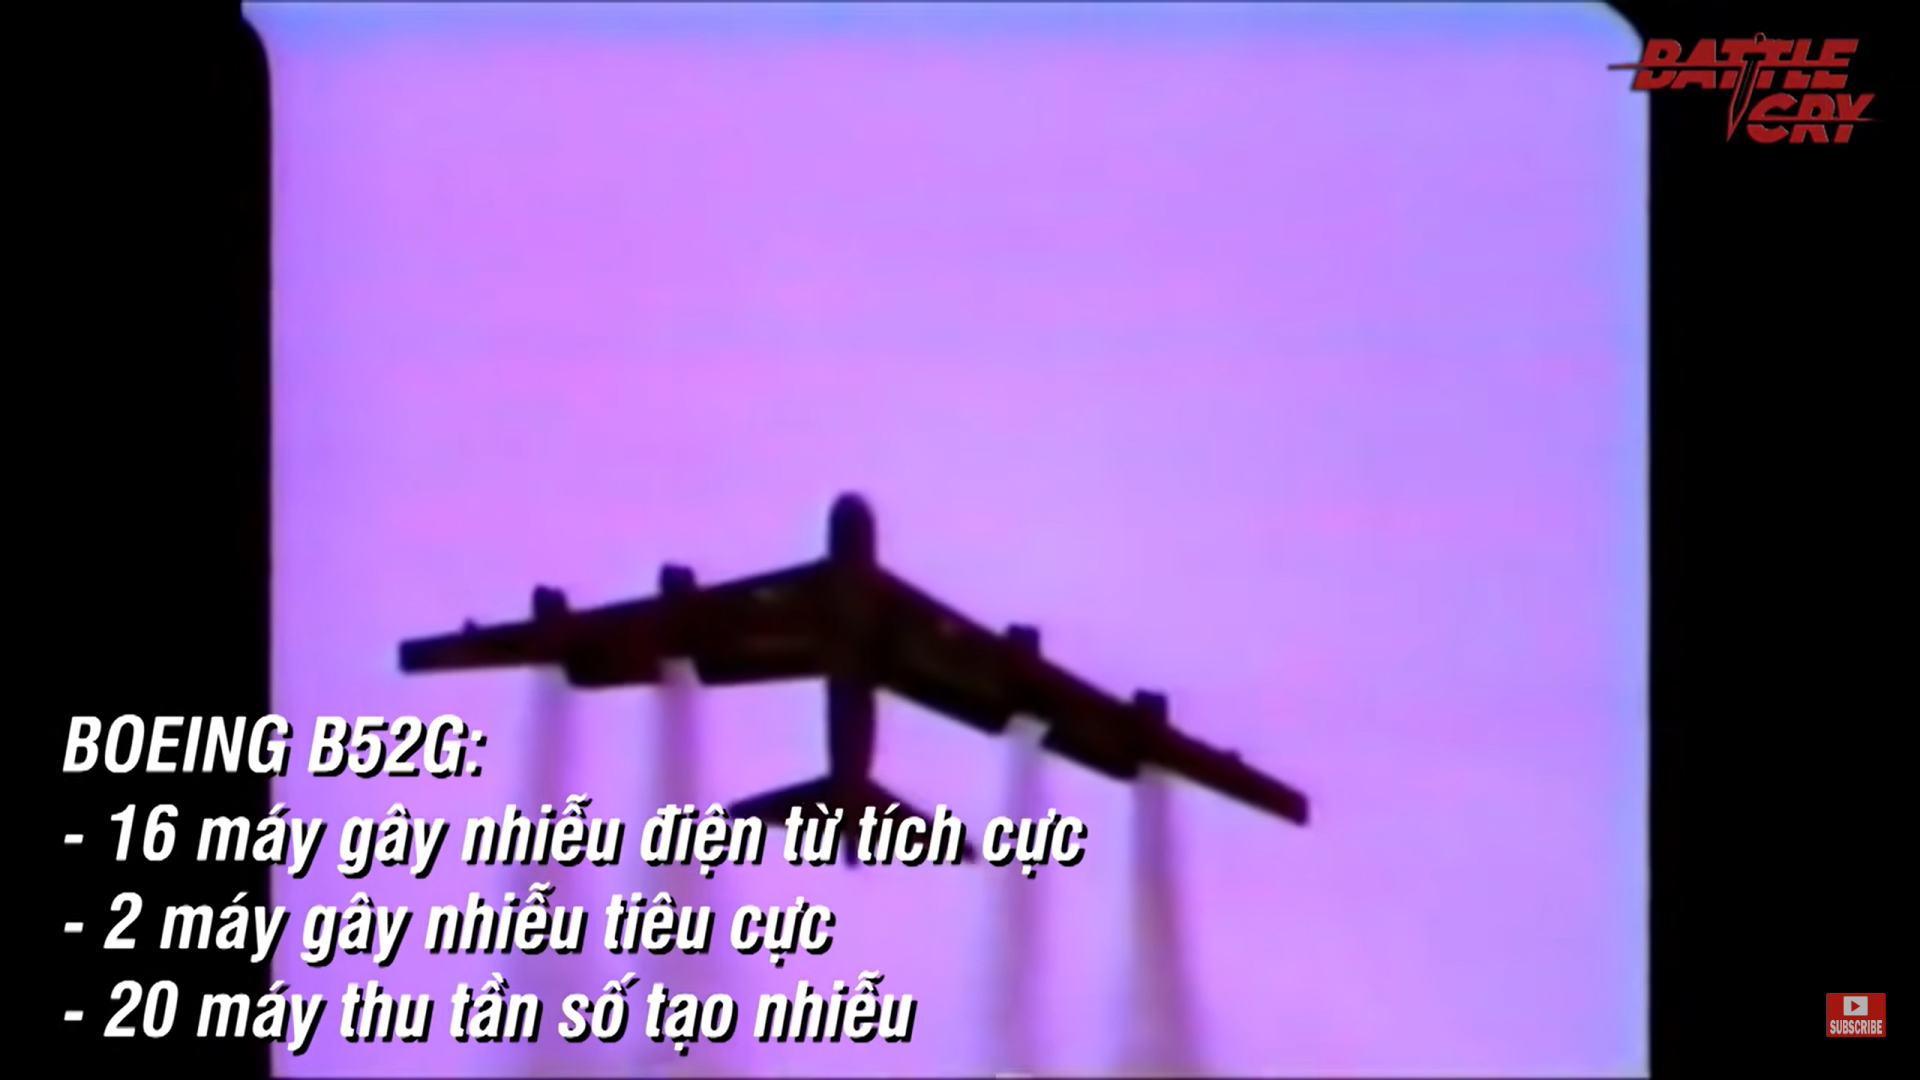 BATTLE
CRY
BOEING B52G:
- 16 máy gây nhiễu điện từ tích cực
- 2 máy gây nhiễu tiêu cực
- 20 máy thu tần số tạo nhiễu
SUBSCRIBE